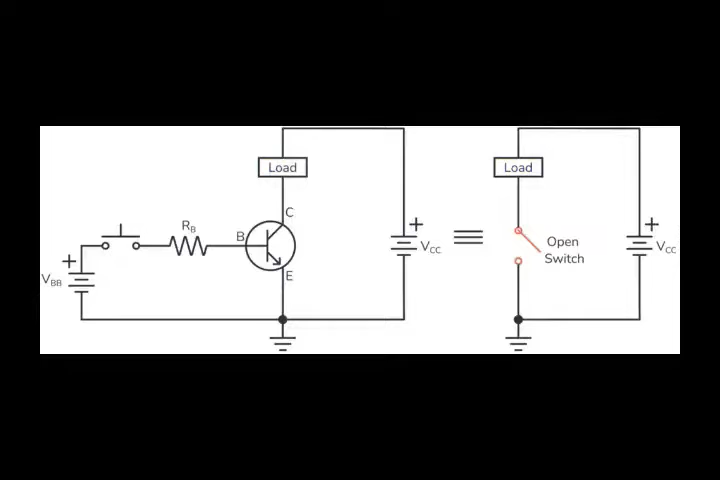 Load
C
R_B
B
+
V_BB
E
+
V_CC
Load
Open
Switch
+
V_CC